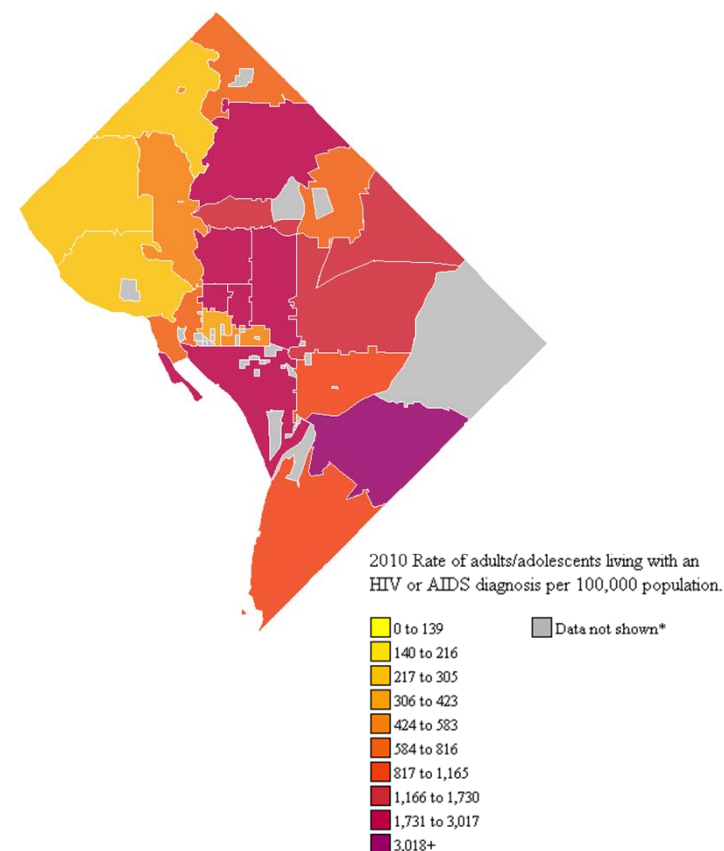 2010 Rate of adults/adolescents living with an
HIV or AIDS diagnosis per 100,000 population.
0 to 139
Data not shown*
140 to 216
217 to 305
306 to 423
424 to 583
584 to 816
817 to 1,165
1,166 to 1,730
1,731 to 3,017
3,018+